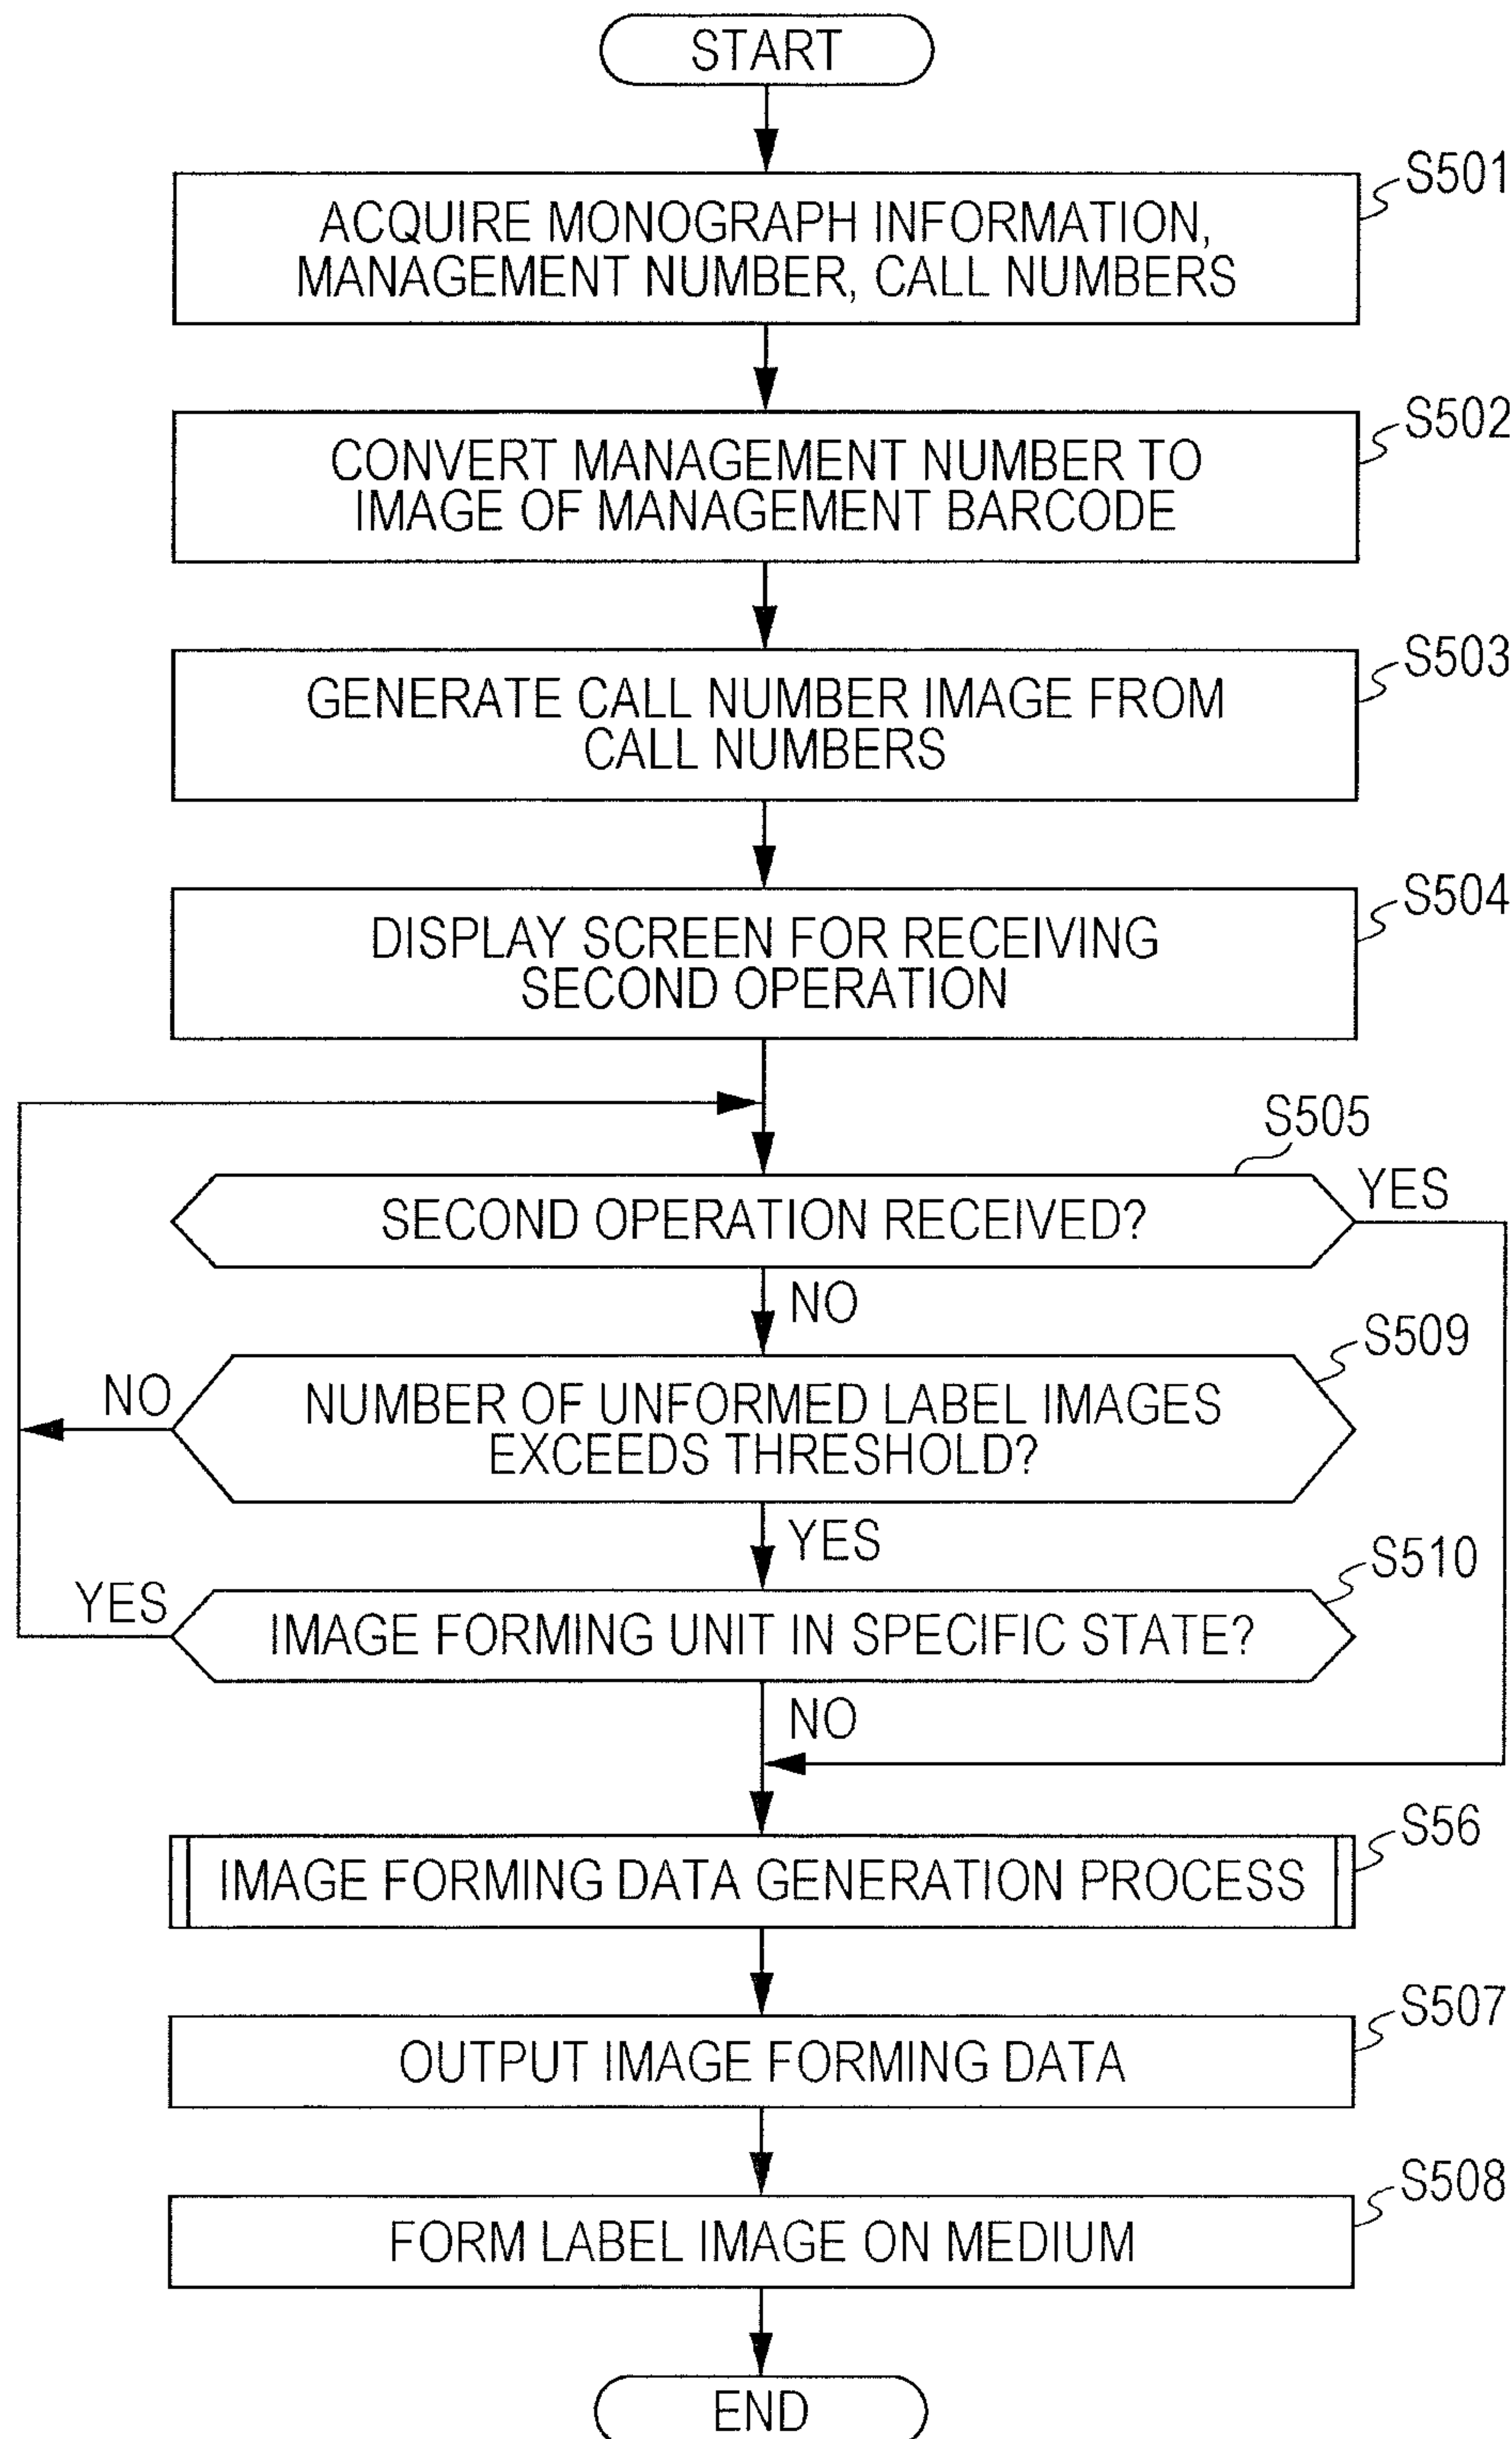 START
S501
ACQUIRE MONOGRAPH INFORMATION,
MANAGEMENT NUMBER, CALL NUMBERS
S502
CONVERT MANAGEMENT NUMBER TO
IMAGE OF MANAGEMENT BARCODE
S503
GENERATE CALL NUMBER IMAGE FROM
CALL NUMBERS
S504
DISPLAY SCREEN FOR RECEIVING
SECOND OPERATION
S505
SECOND OPERATION RECEIVED?
YES
NO
S509
NO
NUMBER OF UNFORMED LABEL IMAGES
EXCEEDS THRESHOLD?
YES
S510
YES
IMAGE FORMING UNIT IN SPECIFIC STATE?
NO
S56
IMAGE FORMING DATA GENERATION PROCESS
S507
OUTPUT IMAGE FORMING DATA
S508
FORM LABEL IMAGE ON MEDIUM
END